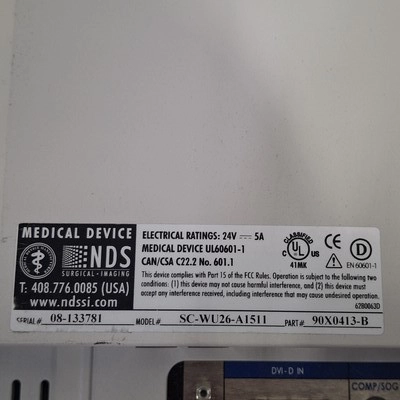 MEDICAL DEVICE
NDS
SURGICAL-IMAGING
T: 408.776.0085 (USA)
www.ndssi.com
ELECTRICAL RATINGS: 24V 5A
MEDICAL DEVICE UL60601-1
CAN/CSA C22.2 No. 601.1
This device complies with Part 15 of the FCC Rules. Operation is subject to the following two
conditions: (1) this device may not cause harmful interference, and (2) this device must
accept any interference received, including interference that may cause undesired operation.
62B0063D
CLASSIFIED
C UL US
41MK
CE
D
EN 60601-1
SERIAL# 08-133781
MODEL# SC-WU26-A1511
PART# 90X0413-B
DVI-D IN
COMP/SOG